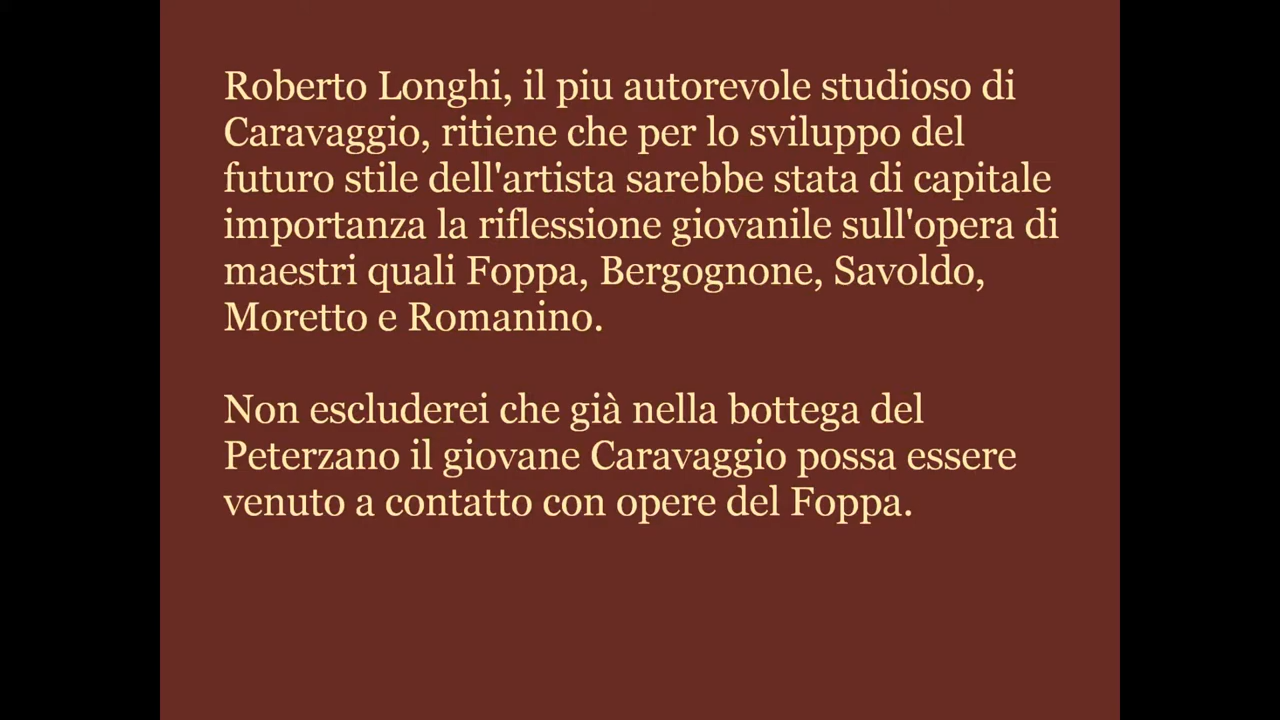 Roberto Longhi, il piu autorevole studioso di
Caravaggio, ritiene che per lo sviluppo del
futuro stile dell'artista sarebbe stata di capitale
importanza la riflessione giovanile sull'opera di
maestri quali Foppa, Bergognone, Savoldo,
Moretto e Romanino.
Non escluderei che già nella bottega del
Peterzano il giovane Caravaggio possa essere
venuto a contatto con opere del Foppa.